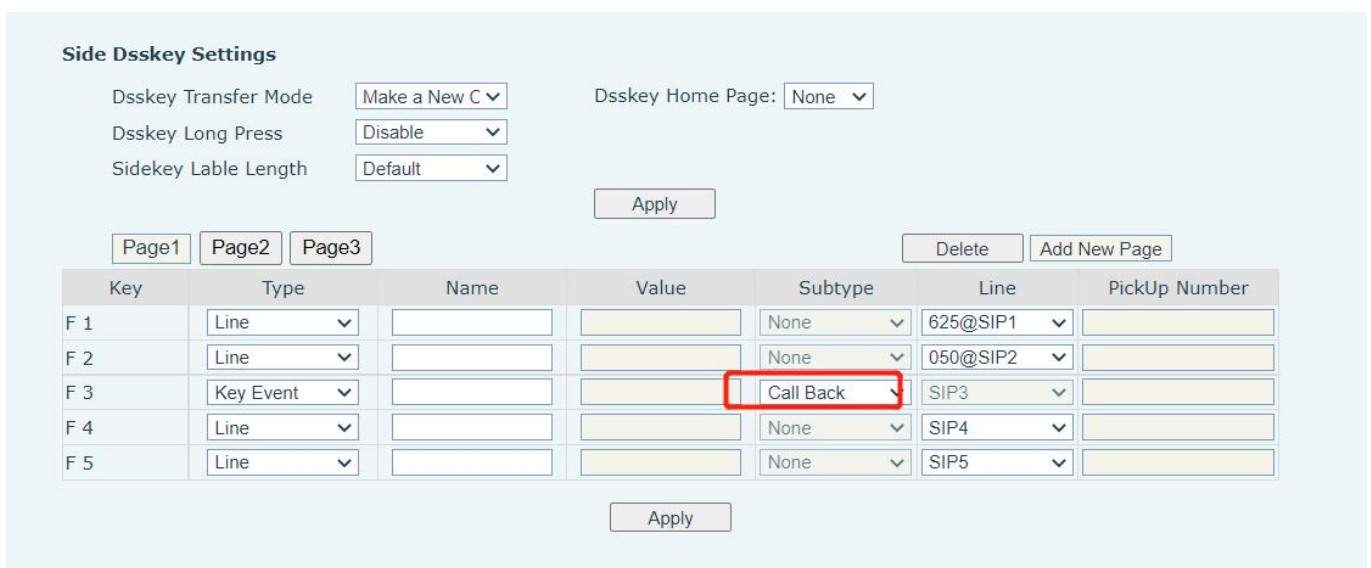 Side Dsskey Settings
Dsskey Transfer Mode Make a New C Dsskey Home Page: None
Dsskey Long Press Disable
Sidekey Lable Length Default
Apply
Page1 Page2 Page3 Delete Add New Page
Key Type Name Value Subtype Line PickUp Number
F 1 Line None 625@SIP1
F 2 Line None 050@SIP2
F 3 Key Event Call Back SIP3
F 4 Line None SIP4
F 5 Line None SIP5
Apply